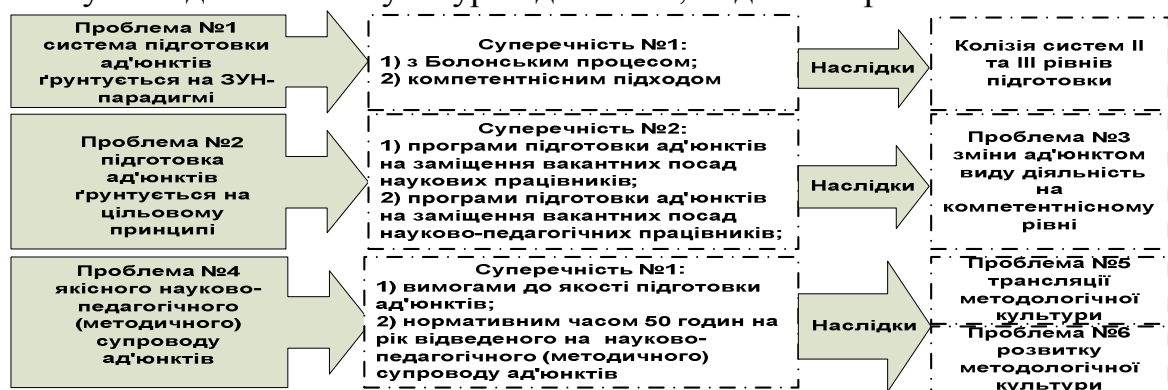 Проблема №1
система підготовки
ад'юнктів
ґрунтується на ЗУН-
парадигмі
Суперечність №1:
1) з Болонським процесом;
2) компетентнісним підходом
Наслідки
Колізія систем ІІ
та ІІІ рівнів
підготовки
Проблема №2
підготовка
ад'юнктів
ґрунтується на
цільовому
принципі
Суперечність №2:
1) програми підготовки ад'юнктів
на заміщення вакантних посад
наукових працівників;
2) програми підготовки ад'юнктів
на заміщення вакантних посад
науково-педагогічних працівників;
Наслідки
Проблема №3
зміни ад'юнктом
виду діяльність
на
компетентнісному
рівні
Проблема №4
якісного науково-
педагогічного
(методичного)
супроводу
ад'юнктів
Суперечність №1:
1) вимогами до якості підготовки
ад'юнктів;
2) нормативним часом 50 годин на
рік відведеного на науково-
педагогічного (методичного)
супроводу ад'юнктів
Наслідки
Проблема №5
трансляції
методологічної
культури
Проблема №6
розвитку
методологічної
культури